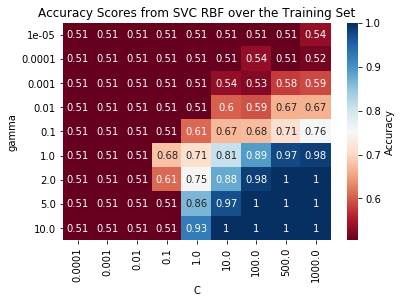 Accuracy Scores from SVC RBF over the Training Set
1e-05 0.51 0.51 0.51 0.51 0.51 0.51 0.51 0.51 0.54
0.0001 0.51 0.51 0.51 0.51 0.51 0.51 0.54 0.51 0.52
0.001 0.51 0.51 0.51 0.51 0.51 0.54 0.53 0.58 0.59
0.01 0.51 0.51 0.51 0.51 0.51 0.6 0.59 0.67 0.67
0.1 0.51 0.51 0.51 0.51 0.61 0.67 0.68 0.71 0.76
1.0 0.51 0.51 0.51 0.68 0.71 0.81 0.89 0.97 0.98
2.0 0.51 0.51 0.51 0.61 0.75 0.88 0.98 1 1
5.0 0.51 0.51 0.51 0.51 0.86 0.97 1 1 1
10.0 0.51 0.51 0.51 0.51 0.93 1 1 1 1
0.0001 0.001 0.01 0.1 1.0 10.0 100.0 500.0 1000.0
C
gamma
1.0
0.9
0.8
0.7
0.6
Accuracy